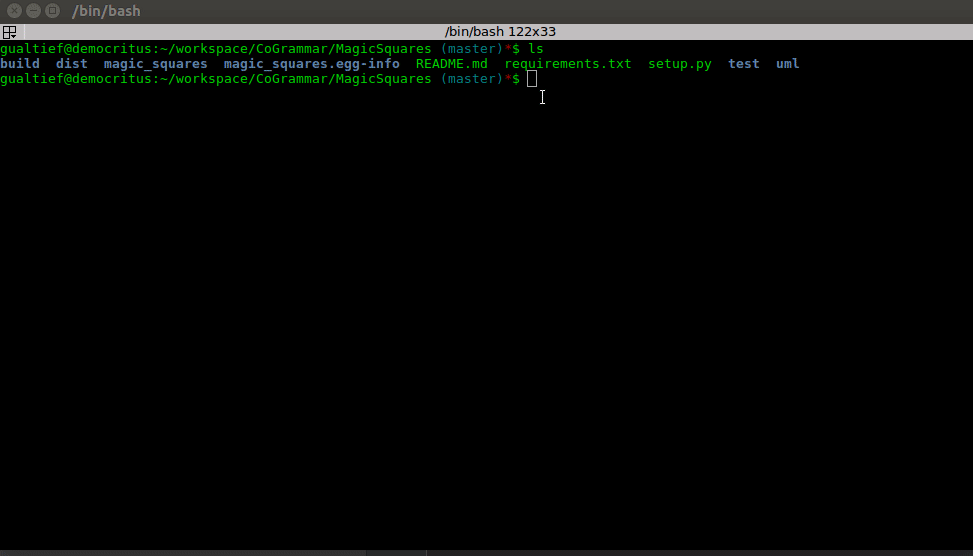 /bin/bash
/bin/bash 122x33
gualtief@democritus:~/workspace/CoGrammar/MagicSquares (master)*$ ls
build  dist  magic_squares  magic_squares.egg-info  README.md  requirements.txt  setup.py  test  uml
gualtief@democritus:~/workspace/CoGrammar/MagicSquares (master)*$